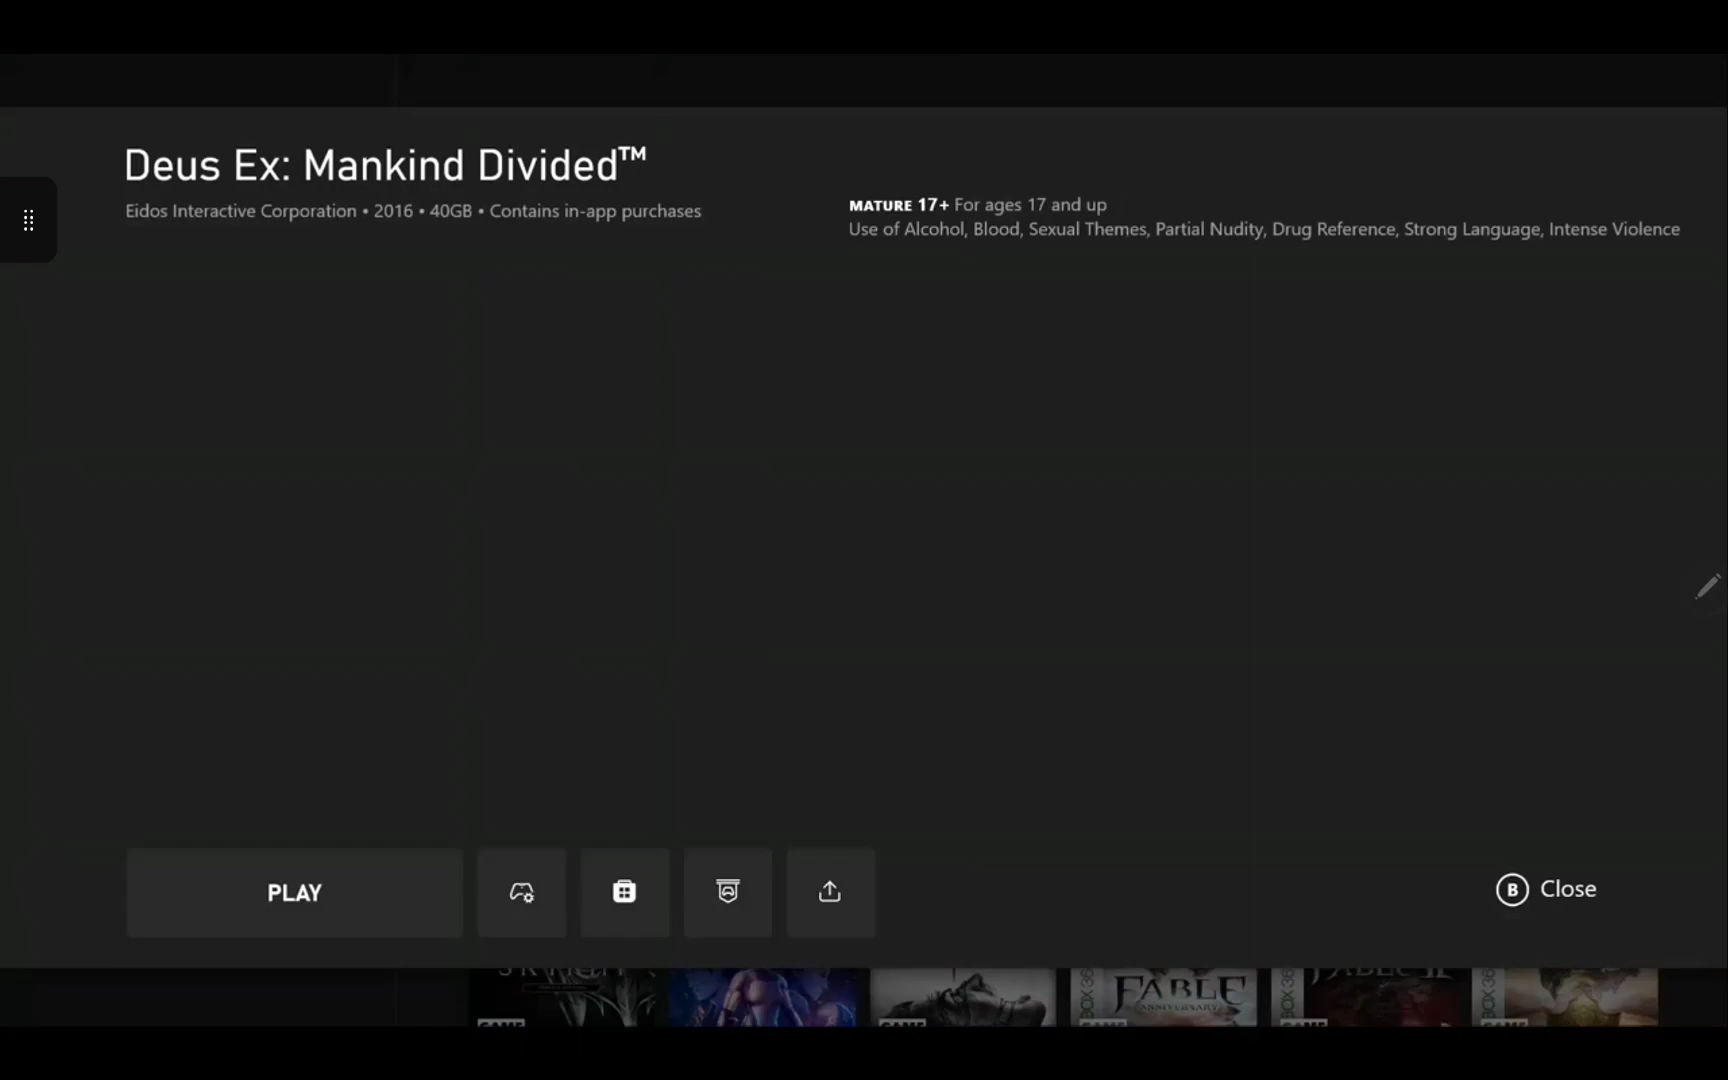 Deus Ex: Mankind Divided™
Eidos Interactive Corporation • 2016 • 40GB • Contains in-app purchases
MATURE 17+ For ages 17 and up
Use of Alcohol, Blood, Sexual Themes, Partial Nudity, Drug Reference, Strong Language, Intense Violence
PLAY
B Close
FABLE
ANNIVERSARY